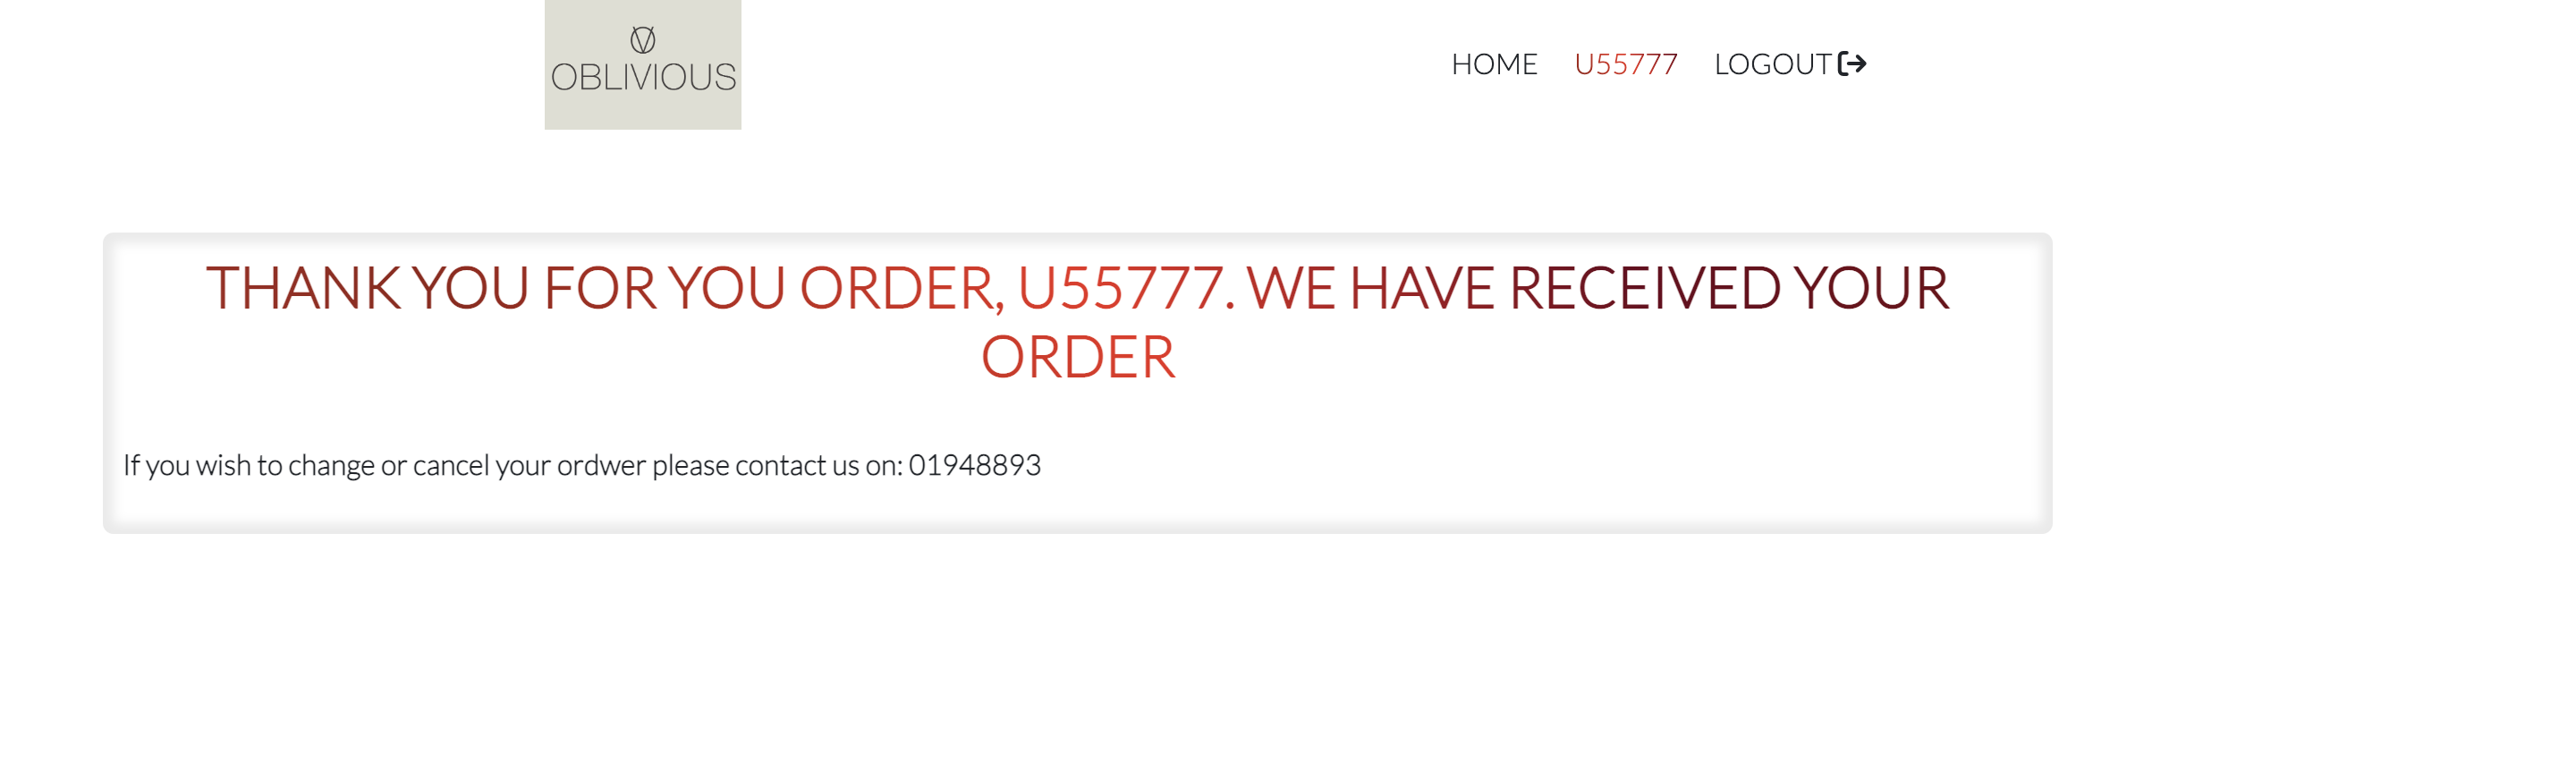 OBLIVIOUS
HOME U55777 LOGOUT
THANK YOU FOR YOU ORDER, U55777. WE HAVE RECEIVED YOUR
ORDER
If you wish to change or cancel your ordwer please contact us on: 01948893